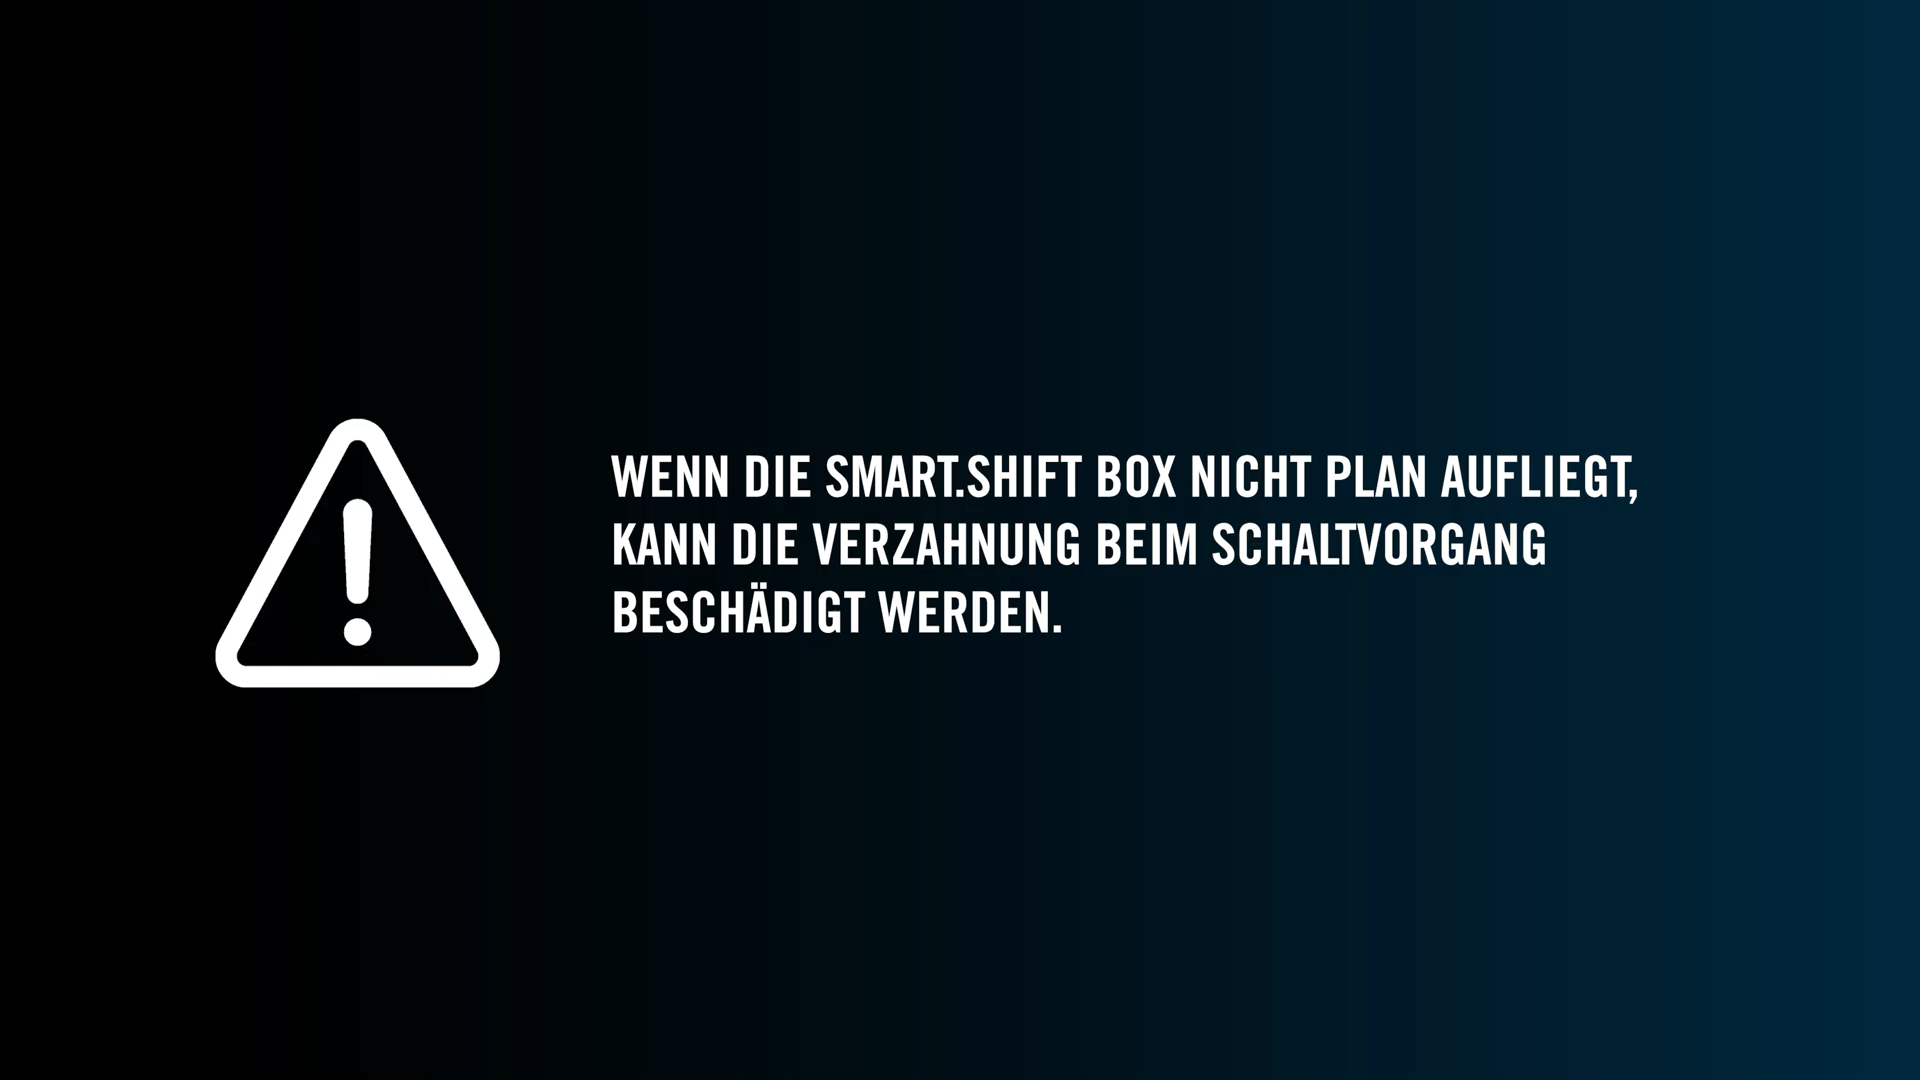 WENN DIE SMART.SHIFT BOX NICHT PLAN AUFLIEGT,
KANN DIE VERZAHNUNG BEIM SCHALTVORGANG
BESCHÄDIGT WERDEN.